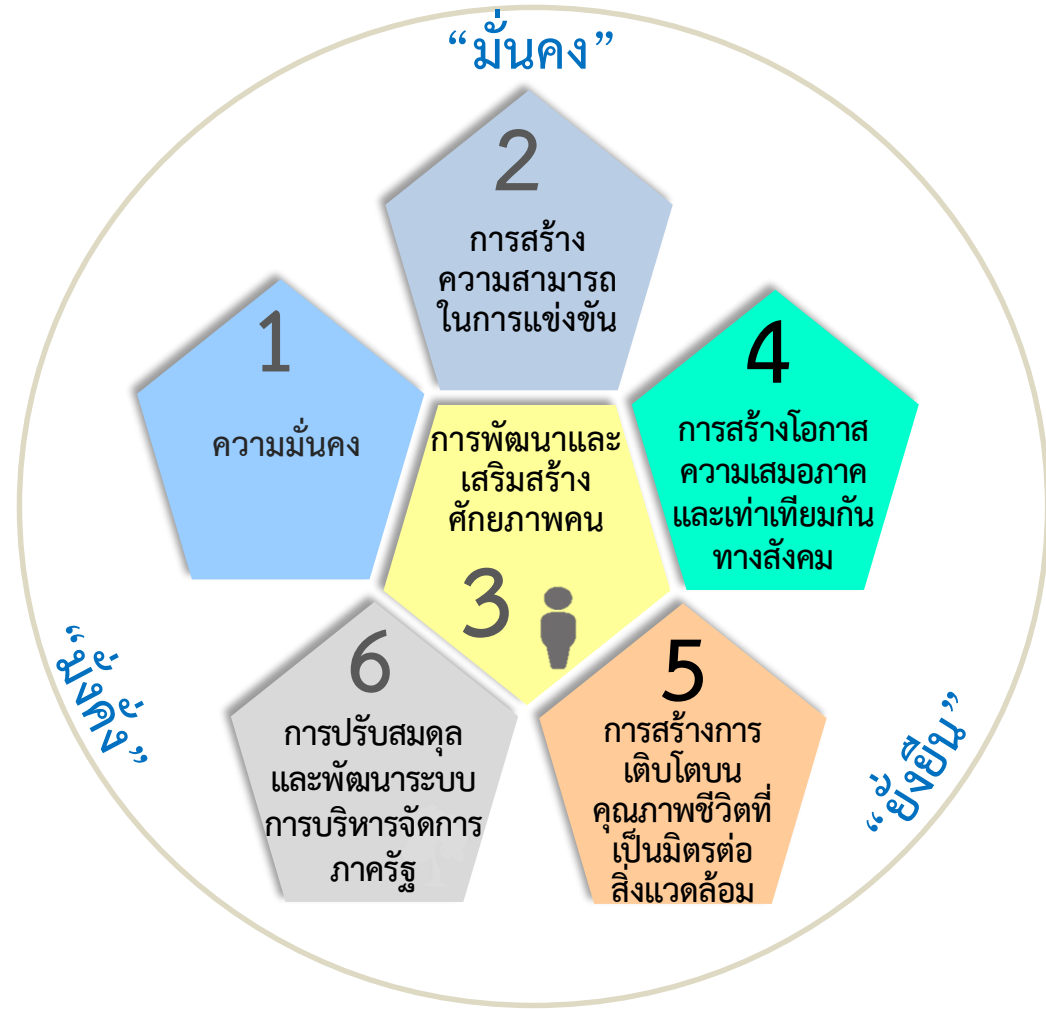 “มั่นคง”
2
การสร้าง
ความสามารถ
ในการแข่งขัน
1
ความมั่นคง
4
การสร้างโอกาส
ความเสมอภาค
และเท่าเทียมกัน
ทางสังคม
การพัฒนาและ
เสริมสร้าง
ศักยภาพคน
3
6
การปรับสมดุล
และพัฒนาระบบ
การบริหารจัดการ
ภาครัฐ
5
การสร้างการ
เติบโตบน
คุณภาพชีวิตที่
เป็นมิตรต่อ
สิ่งแวดล้อม
“มั่งคั่ง”
“ยั่งยืน”